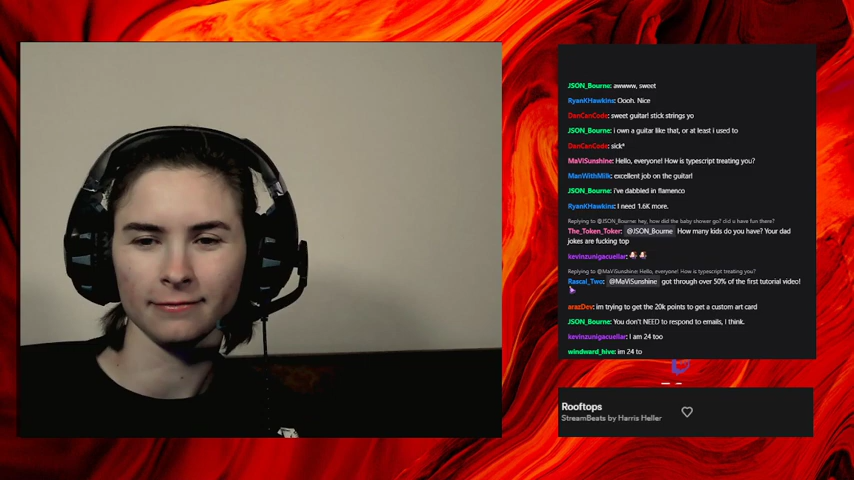 JSON_Bourne: awwww, sweet
RyanKHawkins: Oooh. Nice
DanCanCode: sweet guitar! stick strings yo
JSON_Bourne: i own a guitar like that, or at least i used to
DanCanCode: sick*
MaViSunshine: Hello, everyone! How is typescript treating you?
ManWithMilk: excellent job on the guitar!
JSON_Bourne: i've dabbled in flamenco
RyanKHawkins: I need 1.6K more.
Replying to @JSON_Bourne: hey, how did the baby shower go? did u have fun there?
The_Token_Toker: @JSON_Bourne How many kids do you have? Your dad
jokes are fucking top
kevinzunigacuellar:
Replying to @MaViSunshine: Hello, everyone! How is typescript treating you?
Rascal_Two: @MaViSunshine got through over 50% of the first tutorial video!
arazDev: im trying to get the 20k points to get a custom art card
JSON_Bourne: You don't NEED to respond to emails, I think.
kevinzunigacuellar: I am 24 too
windward_hive: im 24 to
Rooftops
StreamBeats by Harris Heller